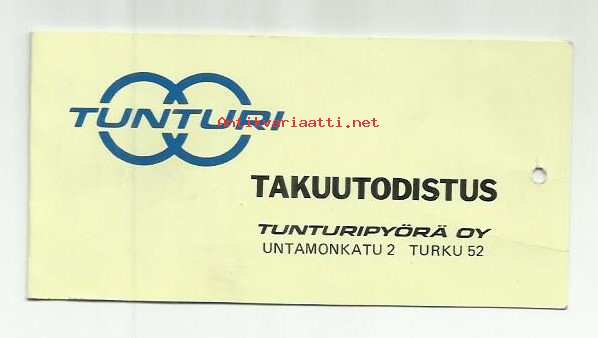 TUNTURI
Antikvariaatti.net
TAKUUTODISTUS
TUNTURIPYÖRÄ OY
UNTAMONKATU 2 TURKU 52